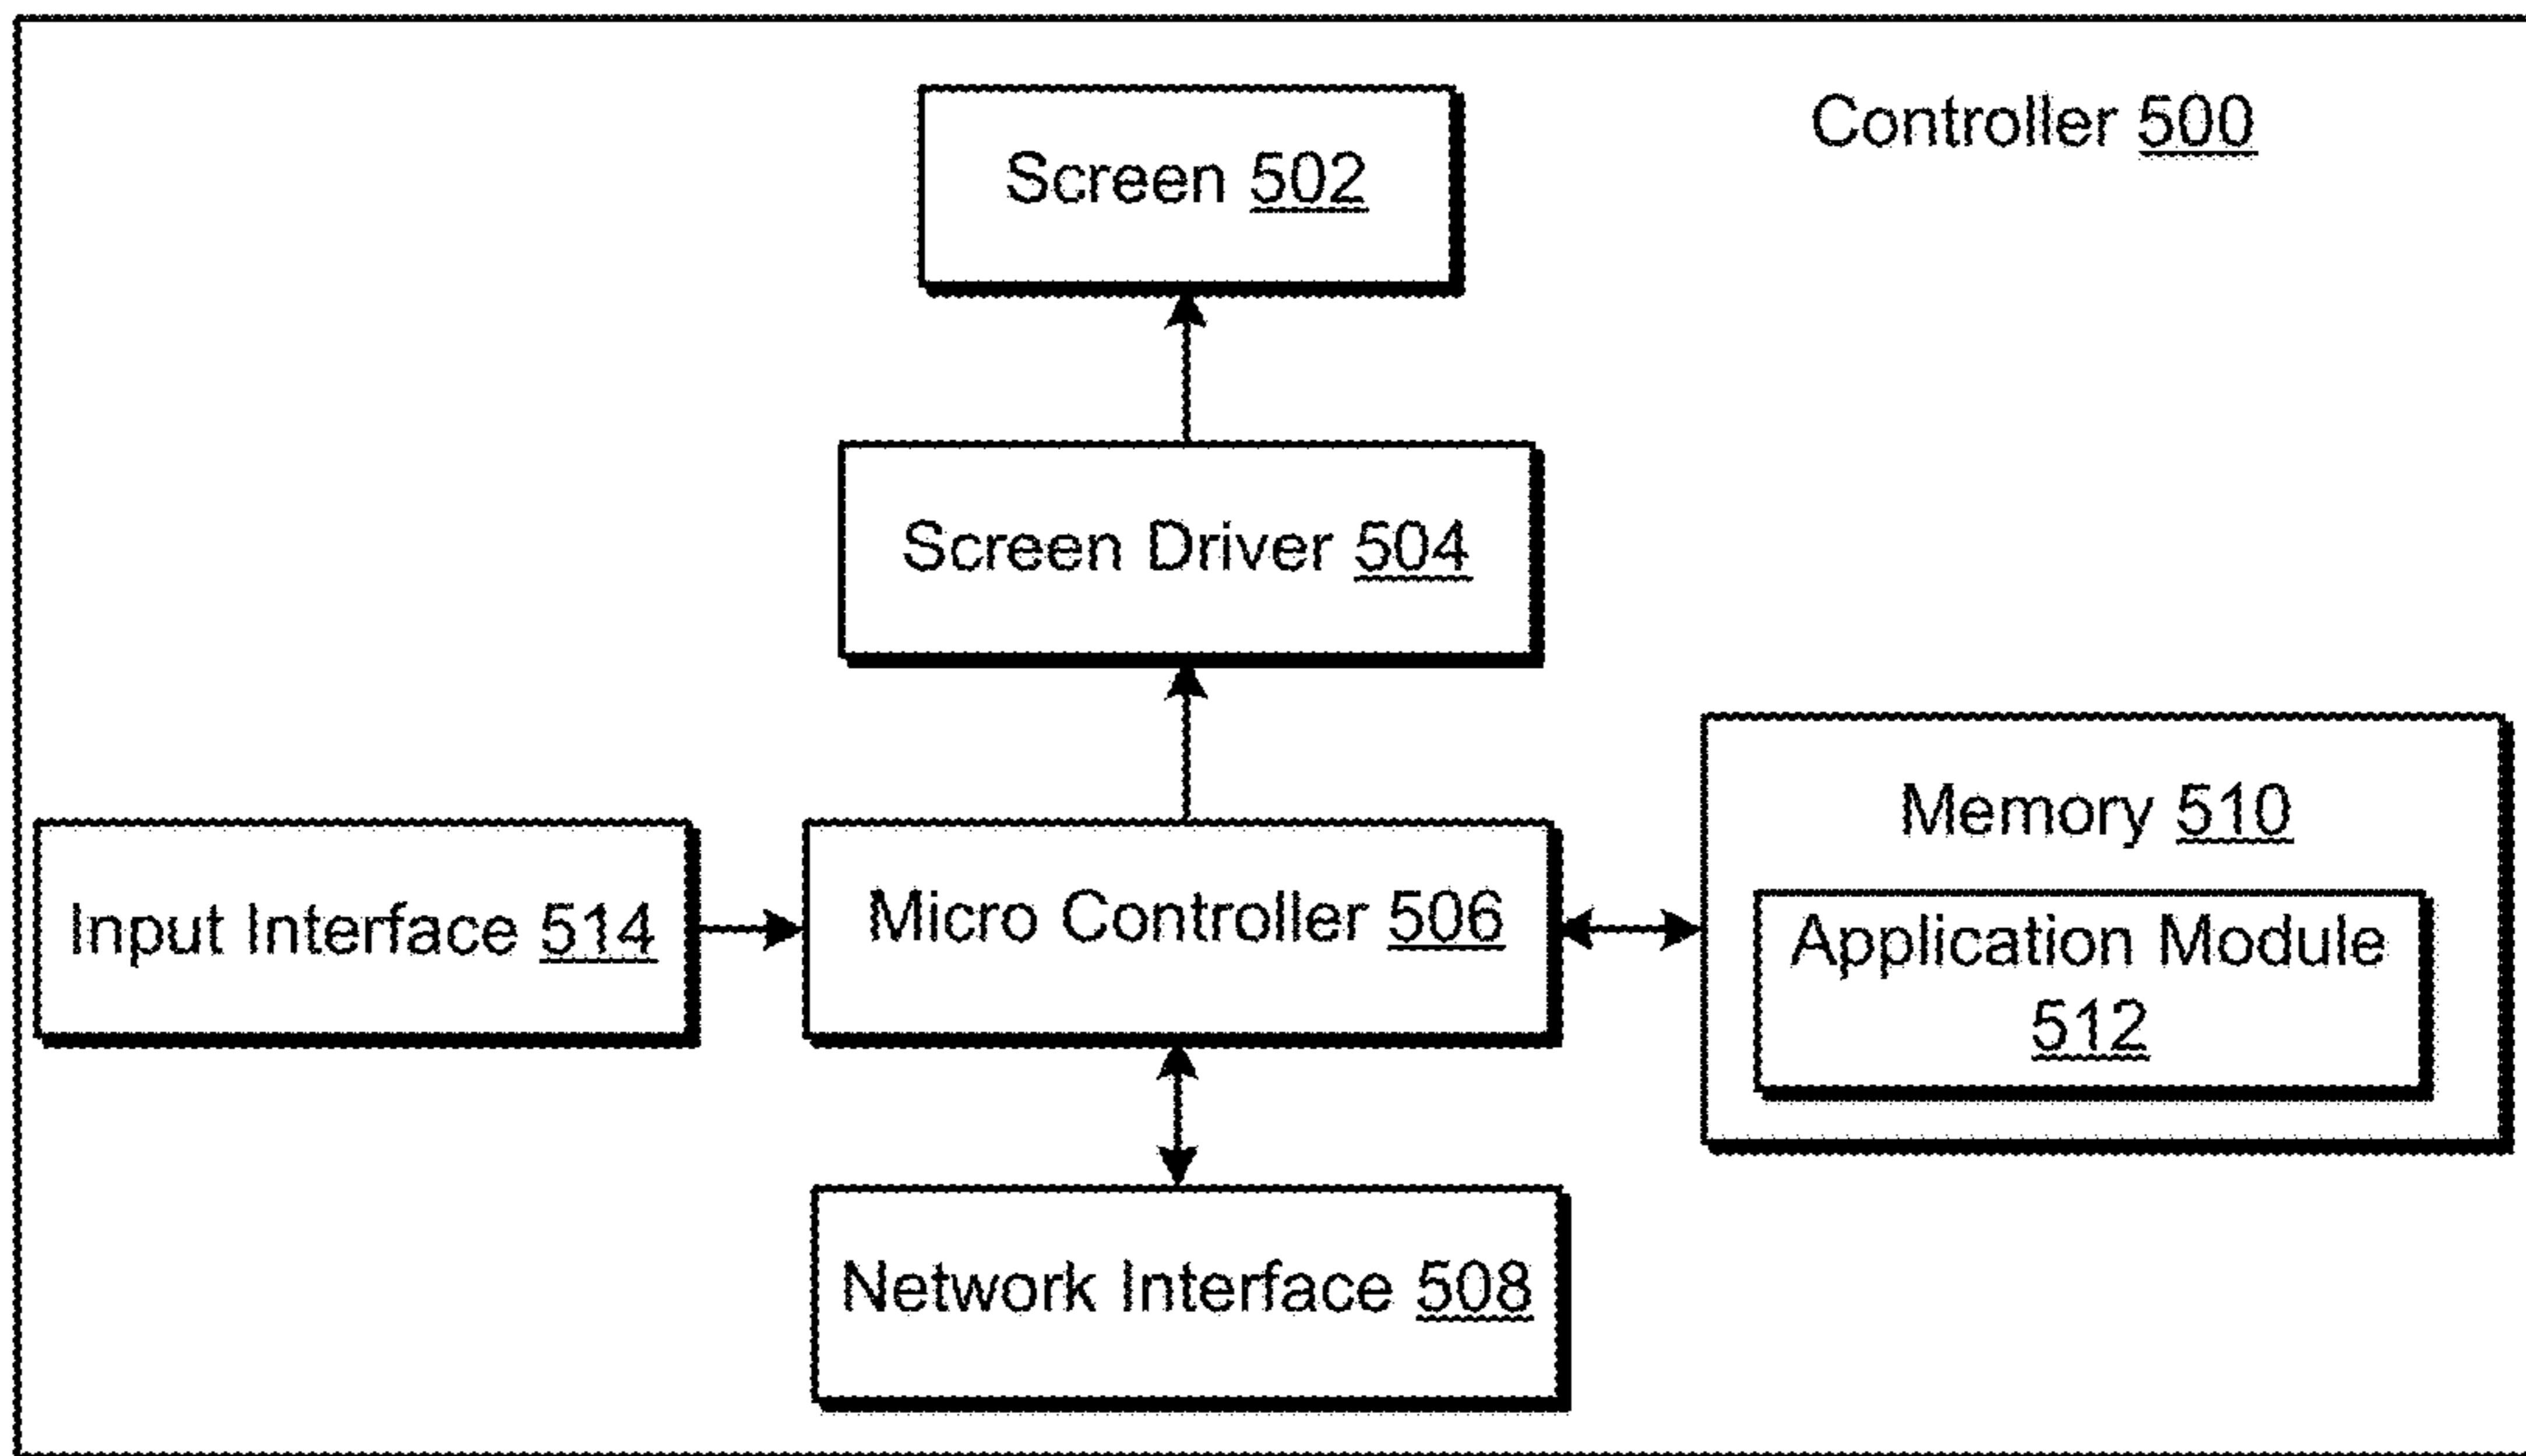 Controller 500
Screen 502
Screen Driver 504
Memory 510
Input Interface 514
Micro Controller 506
Application Module
512
Network Interface 508